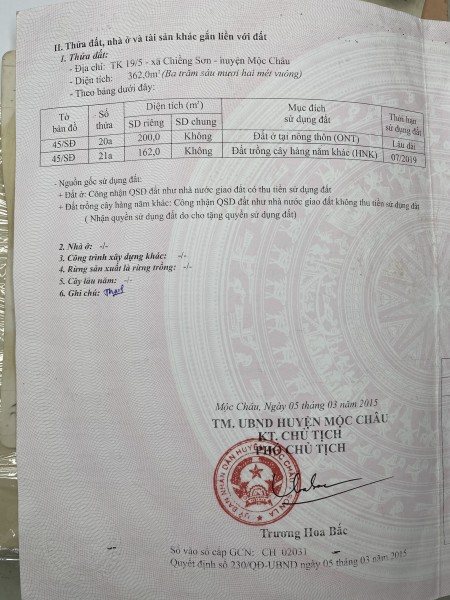 II. Thửa đất, nhà ở và tài sản khác gắn liền với đất
1. Thửa đất:
- Địa chỉ: TK 19/5 - xã Chiềng Sơn - huyện Mộc Châu
- Diện tích: 362,0m² (Ba trăm sáu mươi hai mét vuông)
- Theo bảng dưới đây:
Tờ bản đồ Số thửa Diện tích (m²) Mục đích sử dụng đất Thời hạn sử dụng đất
SD riêng SD chung
45/SĐ 20a 200,0 Không Đất ở tại nông thôn (ONT) Lâu dài
45/SĐ 21a 162,0 Không Đất trồng cây hàng năm khác (HNK) 07/2019
- Nguồn gốc sử dụng đất:
+ Đất ở: Công nhận QSD đất như nhà nước giao đất có thu tiền sử dụng đất
+ Đất trồng cây hàng năm khác: Công nhận QSD đất như nhà nước giao đất không thu tiền sử dụng đất
( Nhận quyền sử dụng đất do cho tặng quyền sử dụng đất)
2. Nhà ở: -/-
3. Công trình xây dựng khác: -/-
4. Rừng sản xuất là rừng trồng: -/-
5. Cây lâu năm: -/-
6. Ghi chú:
Mộc Châu, Ngày 05 tháng 03 năm 2015
TM. UBND HUYỆN MỘC CHÂU
KT. CHỦ TỊCH
PHÓ CHỦ TỊCH
ỦY BAN NHÂN DÂN HUYỆN MỘC CHÂU
Trương Hoa Bắc
Số vào sổ cấp GCN: CH 02031
Quyết định số 230/QĐ-UBND ngày 05 tháng 03 năm 2015